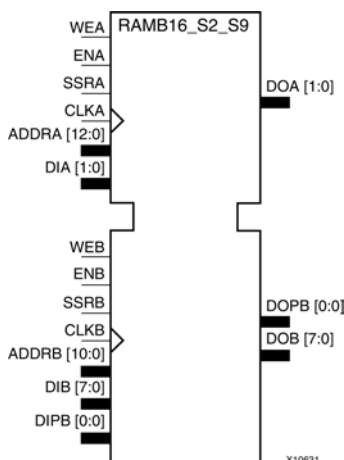 RAMB16_S2_S9
WEA
ENA
SSRA
CLKA
ADDRA [12:0]
DIA [1:0]
DOA [1:0]
WEB
ENB
SSRB
CLKB
ADDRB [10:0]
DIB [7:0]
DIPB [0:0]
DOPB [0:0]
DOB [7:0]
X10631